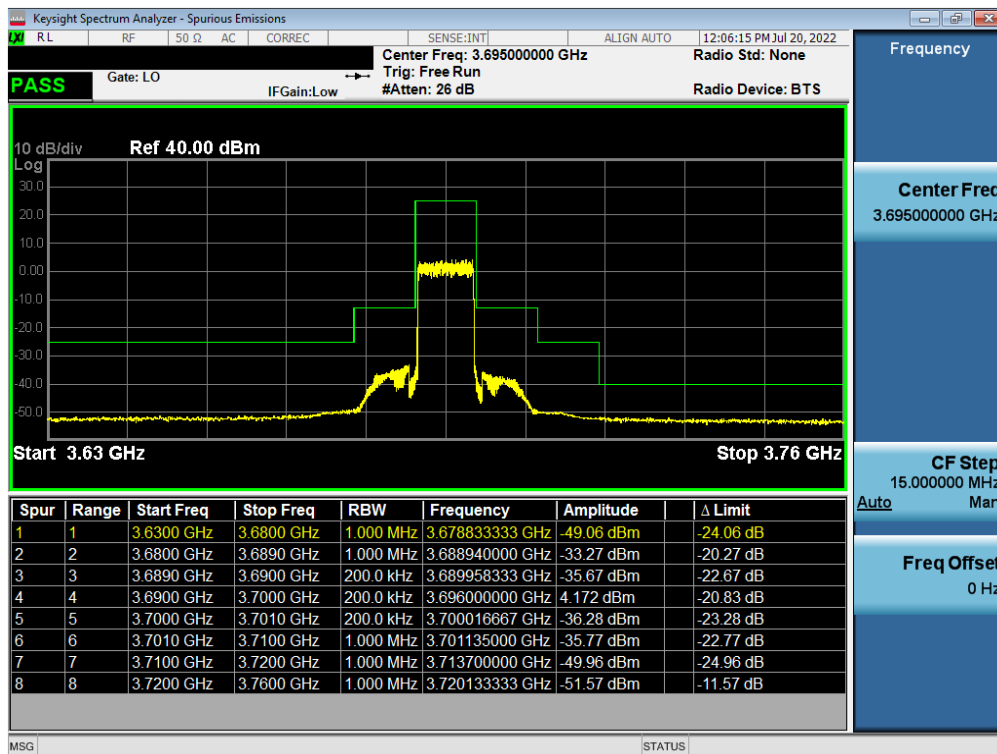 Keysight Spectrum Analyzer - Spurious Emissions
LXI RL RF 50 Ω AC CORREC SENSE:INT ALIGN AUTO 12:06:15 PM Jul 20, 2022
Center Freq: 3.695000000 GHz Radio Std: None
Gate: LO Trig: Free Run
PASS IFGain:Low #Atten: 26 dB Radio Device: BTS
Frequency
10 dB/div Ref 40.00 dBm
Log
30.0
20.0
10.0
0.00
-10.0
-20.0
-30.0
-40.0
-50.0
Start 3.63 GHz Stop 3.76 GHz
Center Freq
3.695000000 GHz
CF Step
15.000000 MHz
Auto Man
Freq Offset
0 Hz
Spur Range Start Freq Stop Freq RBW Frequency Amplitude Δ Limit
1 1 3.6300 GHz 3.6800 GHz 1.000 MHz 3.678833333 GHz -49.06 dBm -24.06 dB
2 2 3.6800 GHz 3.6890 GHz 1.000 MHz 3.688940000 GHz -33.27 dBm -20.27 dB
3 3 3.6890 GHz 3.6900 GHz 200.0 kHz 3.689958333 GHz -35.67 dBm -22.67 dB
4 4 3.6900 GHz 3.7000 GHz 200.0 kHz 3.696000000 GHz 4.172 dBm -20.83 dB
5 5 3.7000 GHz 3.7010 GHz 200.0 kHz 3.700016667 GHz -36.28 dBm -23.28 dB
6 6 3.7010 GHz 3.7100 GHz 1.000 MHz 3.701135000 GHz -35.77 dBm -22.77 dB
7 7 3.7100 GHz 3.7200 GHz 1.000 MHz 3.713700000 GHz -49.96 dBm -24.96 dB
8 8 3.7200 GHz 3.7600 GHz 1.000 MHz 3.720133333 GHz -51.57 dBm -11.57 dB
MSG STATUS